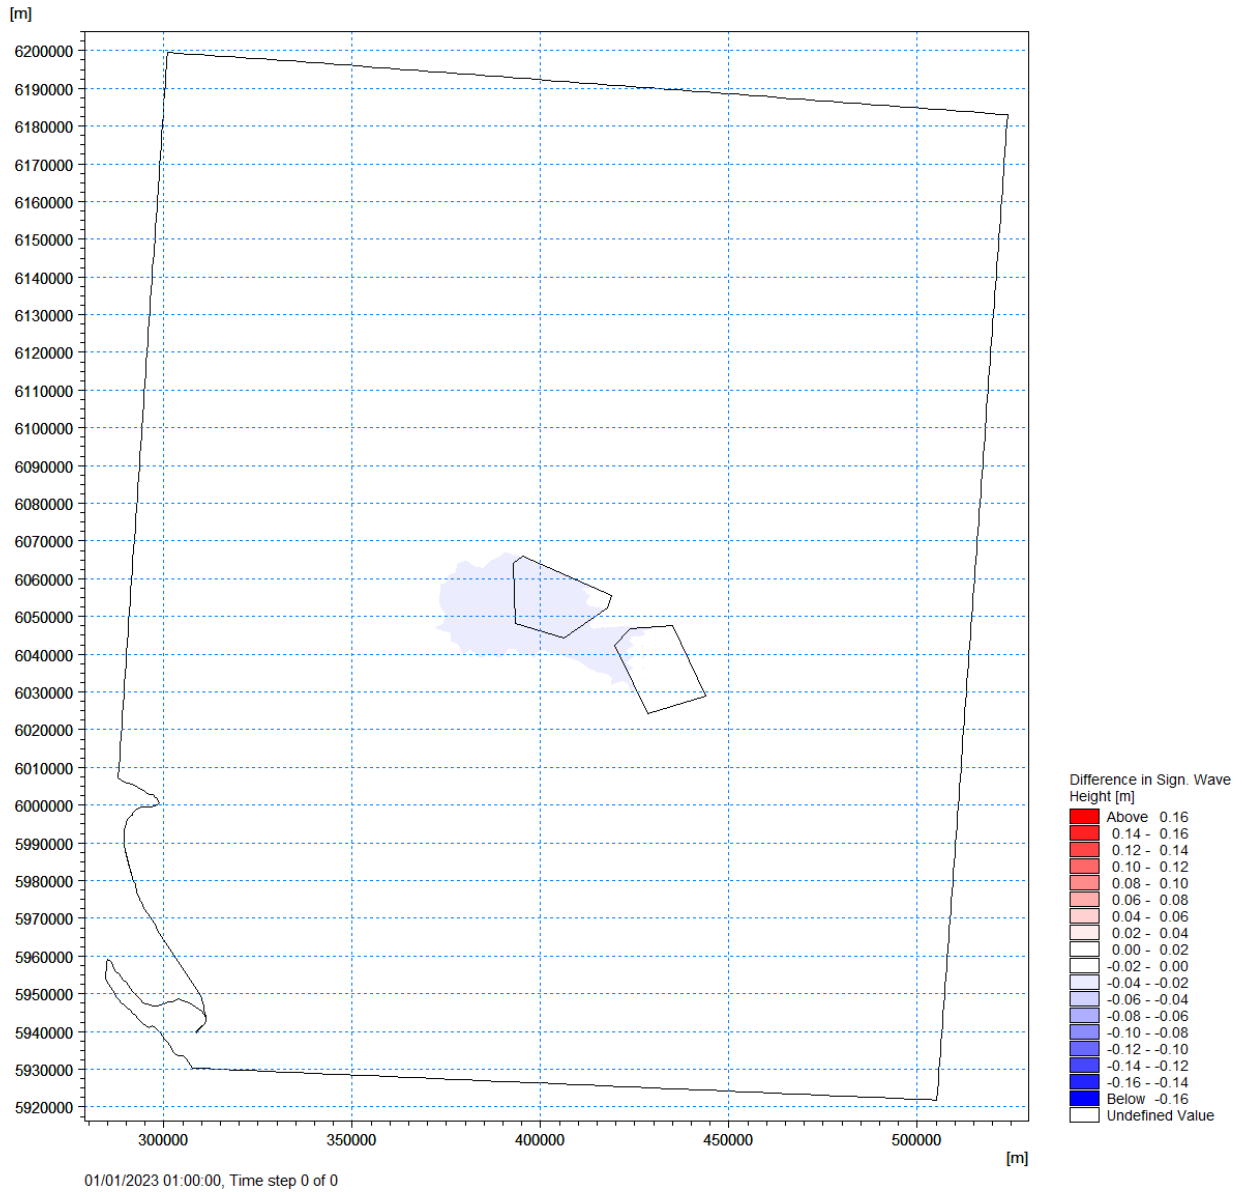 [m]
6200000
6190000
6180000
6170000
6160000
6150000
6140000
6130000
6120000
6110000
6100000
6090000
6080000
6070000
6060000
6050000
6040000
6030000
6020000
6010000
6000000
5990000
5980000
5970000
5960000
5950000
5940000
5930000
5920000
300000 350000 400000 450000 500000
[m]
01/01/2023 01:00:00, Time step 0 of 0
Difference in Sign. Wave
Height [m]
Above 0.16
0.14 - 0.16
0.12 - 0.14
0.10 - 0.12
0.08 - 0.10
0.06 - 0.08
0.04 - 0.06
0.02 - 0.04
0.00 - 0.02
-0.02 - 0.00
-0.04 - -0.02
-0.06 - -0.04
-0.08 - -0.06
-0.10 - -0.08
-0.12 - -0.10
-0.14 - -0.12
-0.16 - -0.14
Below -0.16
Undefined Value